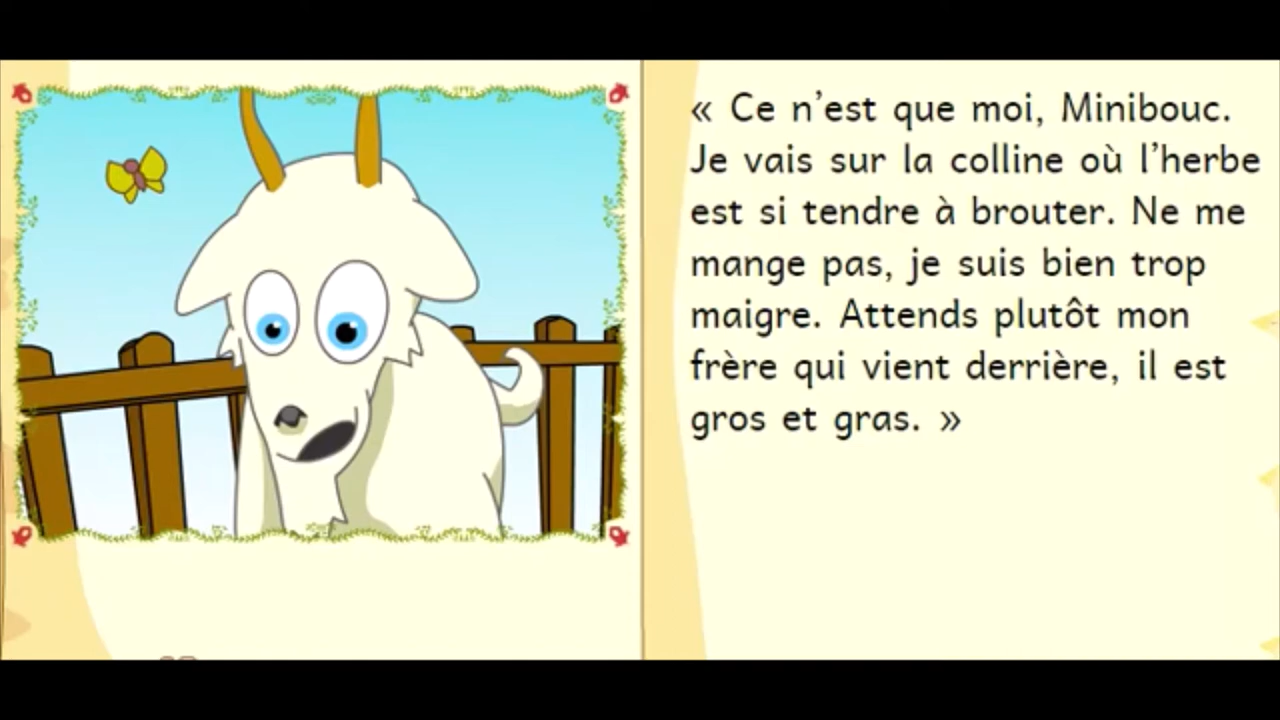 « Ce n’est que moi, Minibouc.
Je vais sur la colline où l’herbe
est si tendre à brouter. Ne me
mange pas, je suis bien trop
maigre. Attends plutôt mon
frère qui vient derrière, il est
gros et gras. »